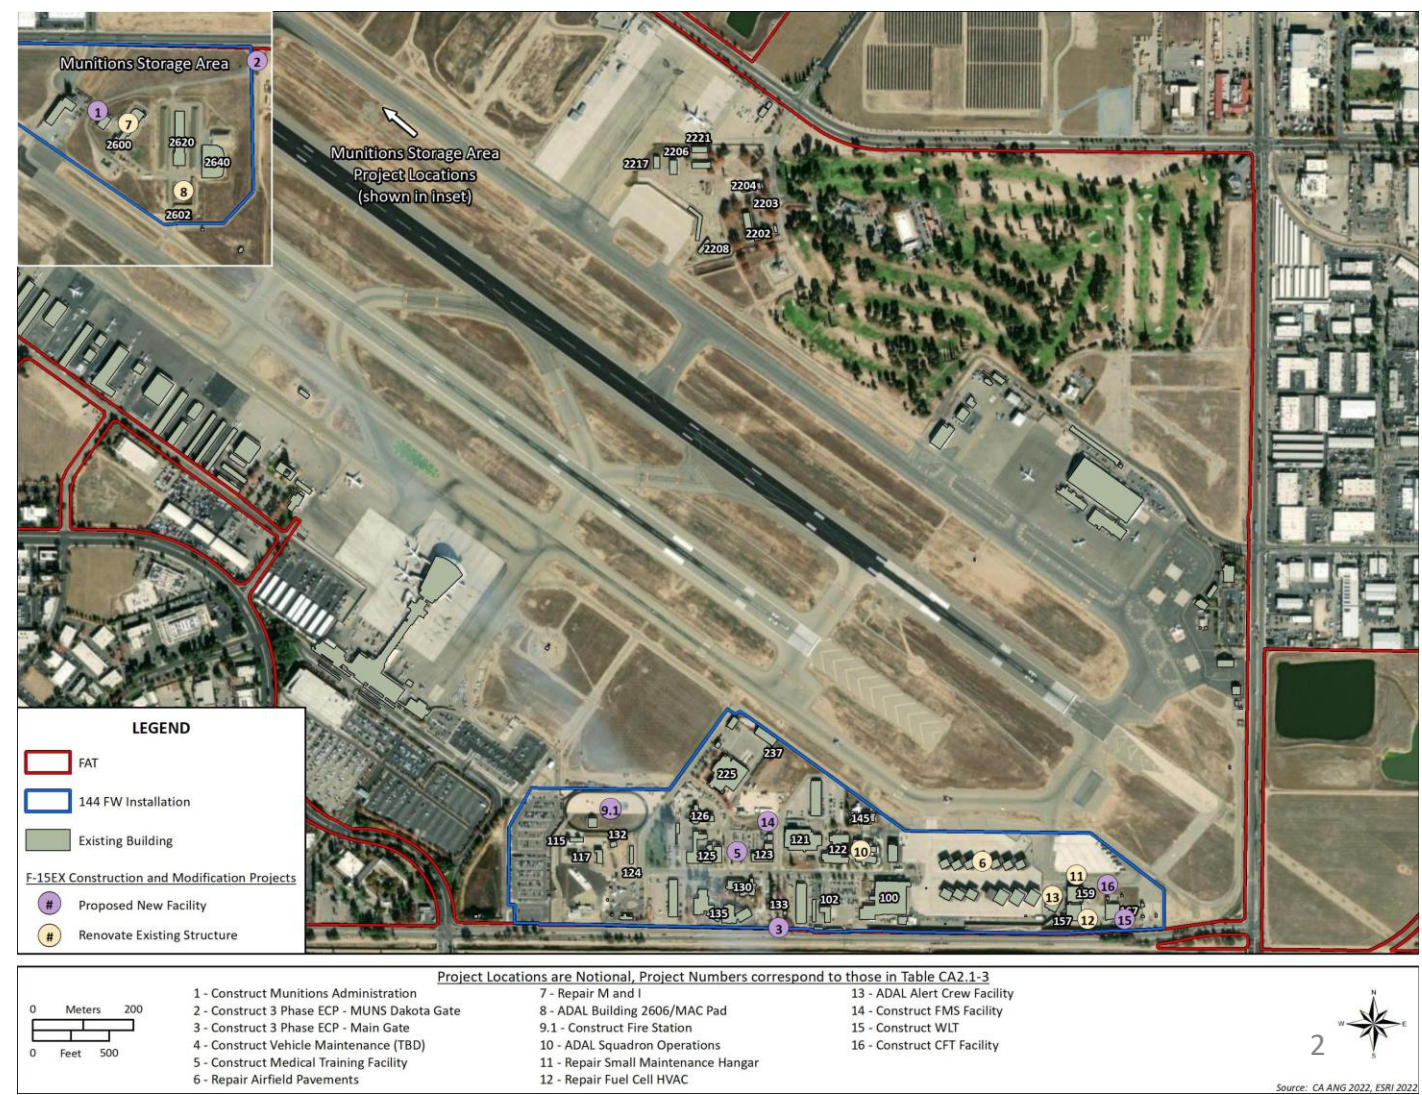 Munitions Storage Area
2
1
7
2600
2620
2640
8
2602
Munitions Storage Area
Project Locations
(shown in inset)
2221
2206
2217
2204
2203
2202
2208
237
225
9.1
126
14
145
115
132
121
117
125
5
123
122
10
6
124
11
130
159
16
13
133
102
100
135
157
12
15
3
LEGEND
FAT
144 FW Installation
Existing Building
F-15EX Construction and Modification Projects
# Proposed New Facility
# Renovate Existing Structure
Project Locations are Notional, Project Numbers correspond to those in Table CA2.1-3
0 Meters 200
0 Feet 500
1 - Construct Munitions Administration
2 - Construct 3 Phase ECP - MUNS Dakota Gate
3 - Construct 3 Phase ECP - Main Gate
4 - Construct Vehicle Maintenance (TBD)
5 - Construct Medical Training Facility
6 - Repair Airfield Pavements
7 - Repair M and I
8 - ADAL Building 2606/MAC Pad
9.1 - Construct Fire Station
10 - ADAL Squadron Operations
11 - Repair Small Maintenance Hangar
12 - Repair Fuel Cell HVAC
13 - ADAL Alert Crew Facility
14 - Construct FMS Facility
15 - Construct WLT
16 - Construct CFT Facility
2
N
W E
S
Source: CA ANG 2022, ESRI 2022